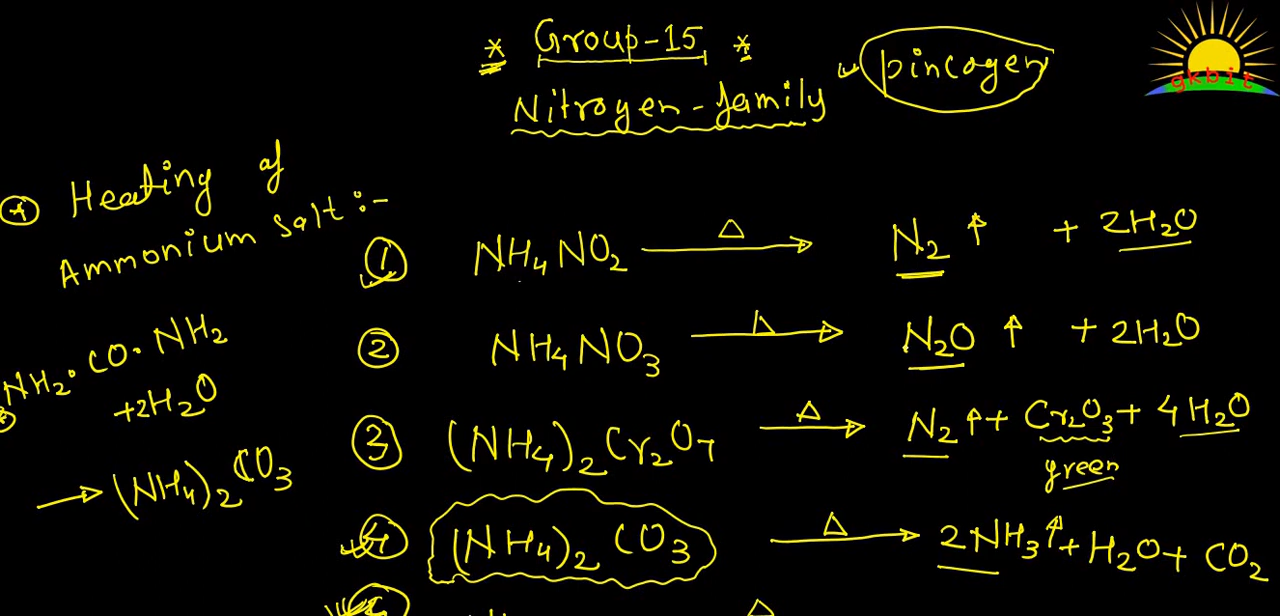 * Group-15 *
Nitrogen-family
pincogen
gkbit
Heating of
Ammonium salt :-
① NH₄NO₂ —Δ→ N₂ ↑ + 2H₂O
② NH₄NO₃ —Δ→ N₂O ↑ + 2H₂O
③ (NH₄)₂Cr₂O₇ —Δ→ N₂ ↑ + Cr₂O₃ + 4H₂O
green
④ (NH₄)₂CO₃ —Δ→ 2NH₃ ↑ + H₂O + CO₂
Δ
NH₂·CO·NH₂
+2H₂O
→ (NH₄)₂CO₃